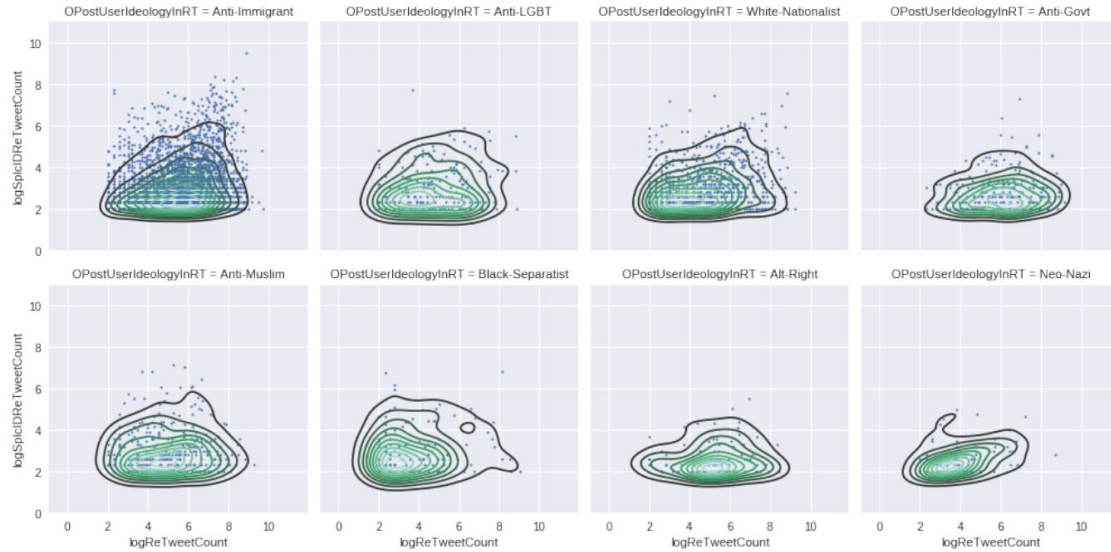 OPostUserIdeologyInRT = Anti-Immigrant
OPostUserIdeologyInRT = Anti-LGBT
OPostUserIdeologyInRT = White-Nationalist
OPostUserIdeologyInRT = Anti-Govt
10
8
6
4
2
0
logSplcIDReTweetCount
OPostUserIdeologyInRT = Anti-Muslim
OPostUserIdeologyInRT = Black-Separatist
OPostUserIdeologyInRT = Alt-Right
OPostUserIdeologyInRT = Neo-Nazi
10
8
6
4
2
0
logSplcIDReTweetCount
0 2 4 6 8 10
0 2 4 6 8 10
0 2 4 6 8 10
0 2 4 6 8 10
logReTweetCount
logReTweetCount
logReTweetCount
logReTweetCount